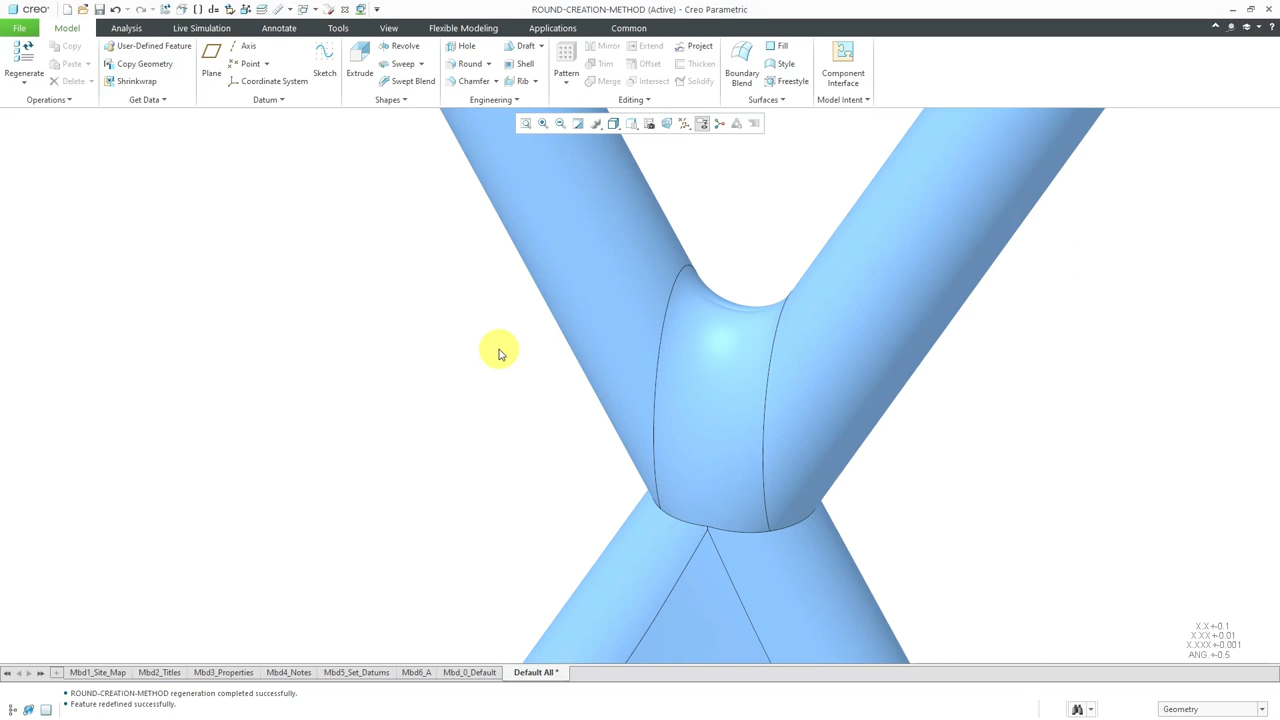 creo
ROUND-CREATION-METHOD (Active) - Creo Parametric
File Model Analysis Live Simulation Annotate Tools View Flexible Modeling Applications Common
Regenerate
Copy
Paste
Delete
Operations
User-Defined Feature
Copy Geometry
Shrinkwrap
Get Data
Plane
Axis
Point
Coordinate System
Sketch
Datum
Extrude
Revolve
Sweep
Swept Blend
Shapes
Hole
Round
Chamfer
Draft
Shell
Rib
Engineering
Pattern
Mirror
Extend
Project
Trim
Offset
Thicken
Merge
Intersect
Solidify
Editing
Boundary Blend
Fill
Style
Freestyle
Surfaces
Component Interface
Model Intent
X.X +-0.1
X.XX +-0.01
X.XXX +-0.001
ANG .+-0.5
Mbd1_Site_Map Mbd2_Titles Mbd3_Properties Mbd4_Notes Mbd5_Set_Datums Mbd6_A Mbd_0_Default Default All *
• ROUND-CREATION-METHOD regeneration completed successfully.
• Feature redefined successfully.
Geometry